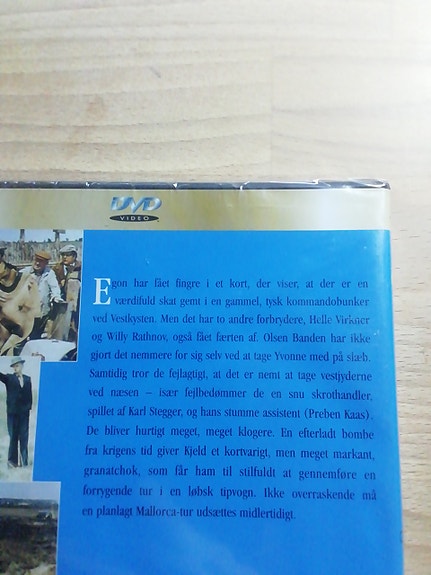 DVD
VIDEO
Egon har fået fingre i et kort, der viser, at der er en
værdifuld skat gemt i en gammel, tysk kommandobunker
ved Vestkysten. Men det har to andre forbrydere, Helle Virkner
og Willy Rathnov, også fået færten af. Olsen Banden har ikke
gjort det nemmere for sig selv ved at tage Yvonne med på slæb.
Samtidig tror de fejlagtigt, at det er nemt at tage vestjyderne
ved næsen – især fejlbedømmer de en snu skrothandler,
spillet af Karl Stegger, og hans stumme assistent (Preben Kaas).
De bliver hurtigt meget, meget klogere. En efterladt bombe
fra krigens tid giver Kjeld et kortvarigt, men meget markant,
granatchok, som får ham til stilfuldt at gennemføre en
forrygende tur i en løbsk tipvogn. Ikke overraskende må
en planlagt Mallorca-tur udsættes midlertidigt.